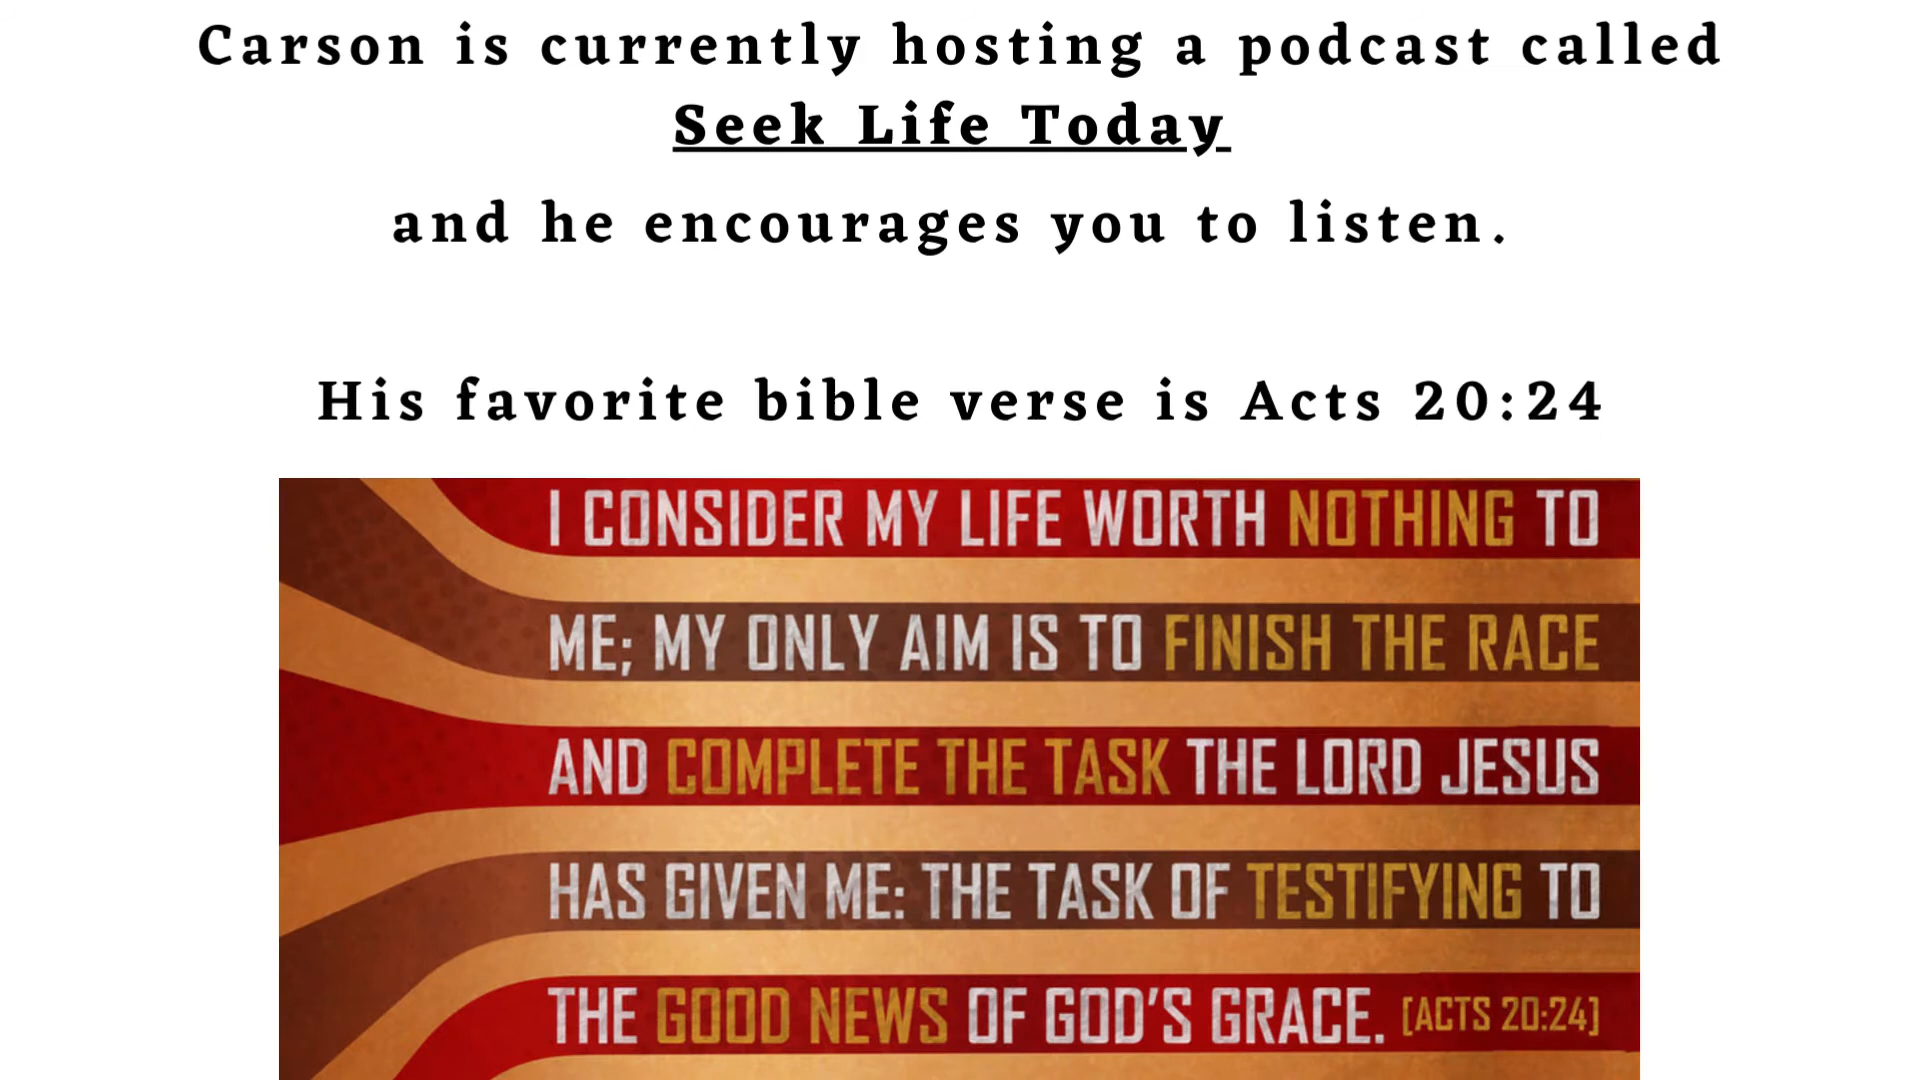 Carson is currently hosting a podcast called
Seek Life Today
and he encourages you to listen.
His favorite bible verse is Acts 20:24
I CONSIDER MY LIFE WORTH NOTHING TO
ME; MY ONLY AIM IS TO FINISH THE RACE
AND COMPLETE THE TASK THE LORD JESUS
HAS GIVEN ME: THE TASK OF TESTIFYING TO
THE GOOD NEWS OF GOD'S GRACE. [ACTS 20:24]